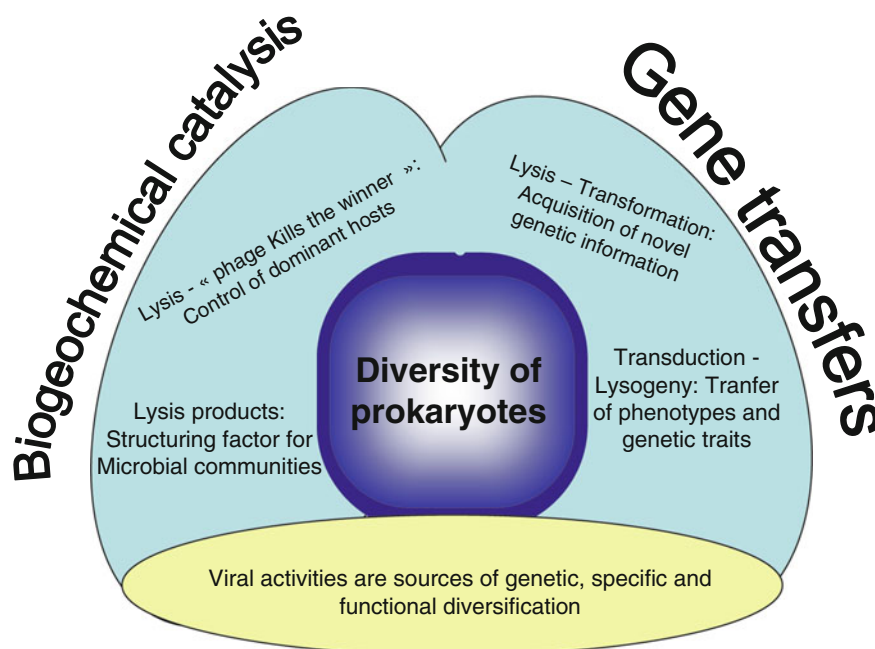 Biogeochemical catalysis
Gene transfers
Lysis - « phage Kills the winner »:
Control of dominant hosts
Lysis – Transformation:
Acquisition of novel
genetic information
Diversity of
prokaryotes
Lysis products:
Structuring factor for
Microbial communities
Transduction -
Lysogeny: Tranfer
of phenotypes and
genetic traits
Viral activities are sources of genetic, specific and
functional diversification